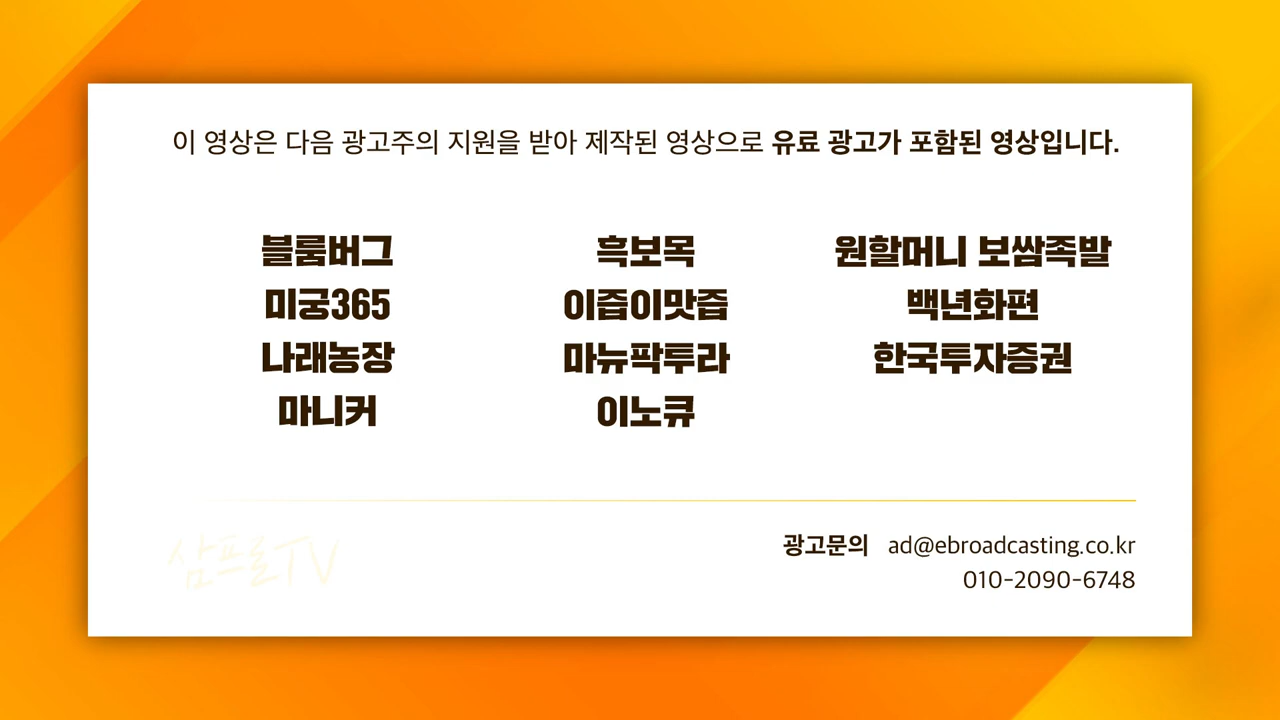 이 영상은 다음 광고주의 지원을 받아 제작된 영상으로 유료 광고가 포함된 영상입니다.
블룸버그
미궁365
나래농장
마니커
흑보목
이즙이맛즙
마뉴팍투라
이노큐
원할머니 보쌈족발
백년화편
한국투자증권
삼프로TV
광고문의 ad@ebroadcasting.co.kr
010-2090-6748